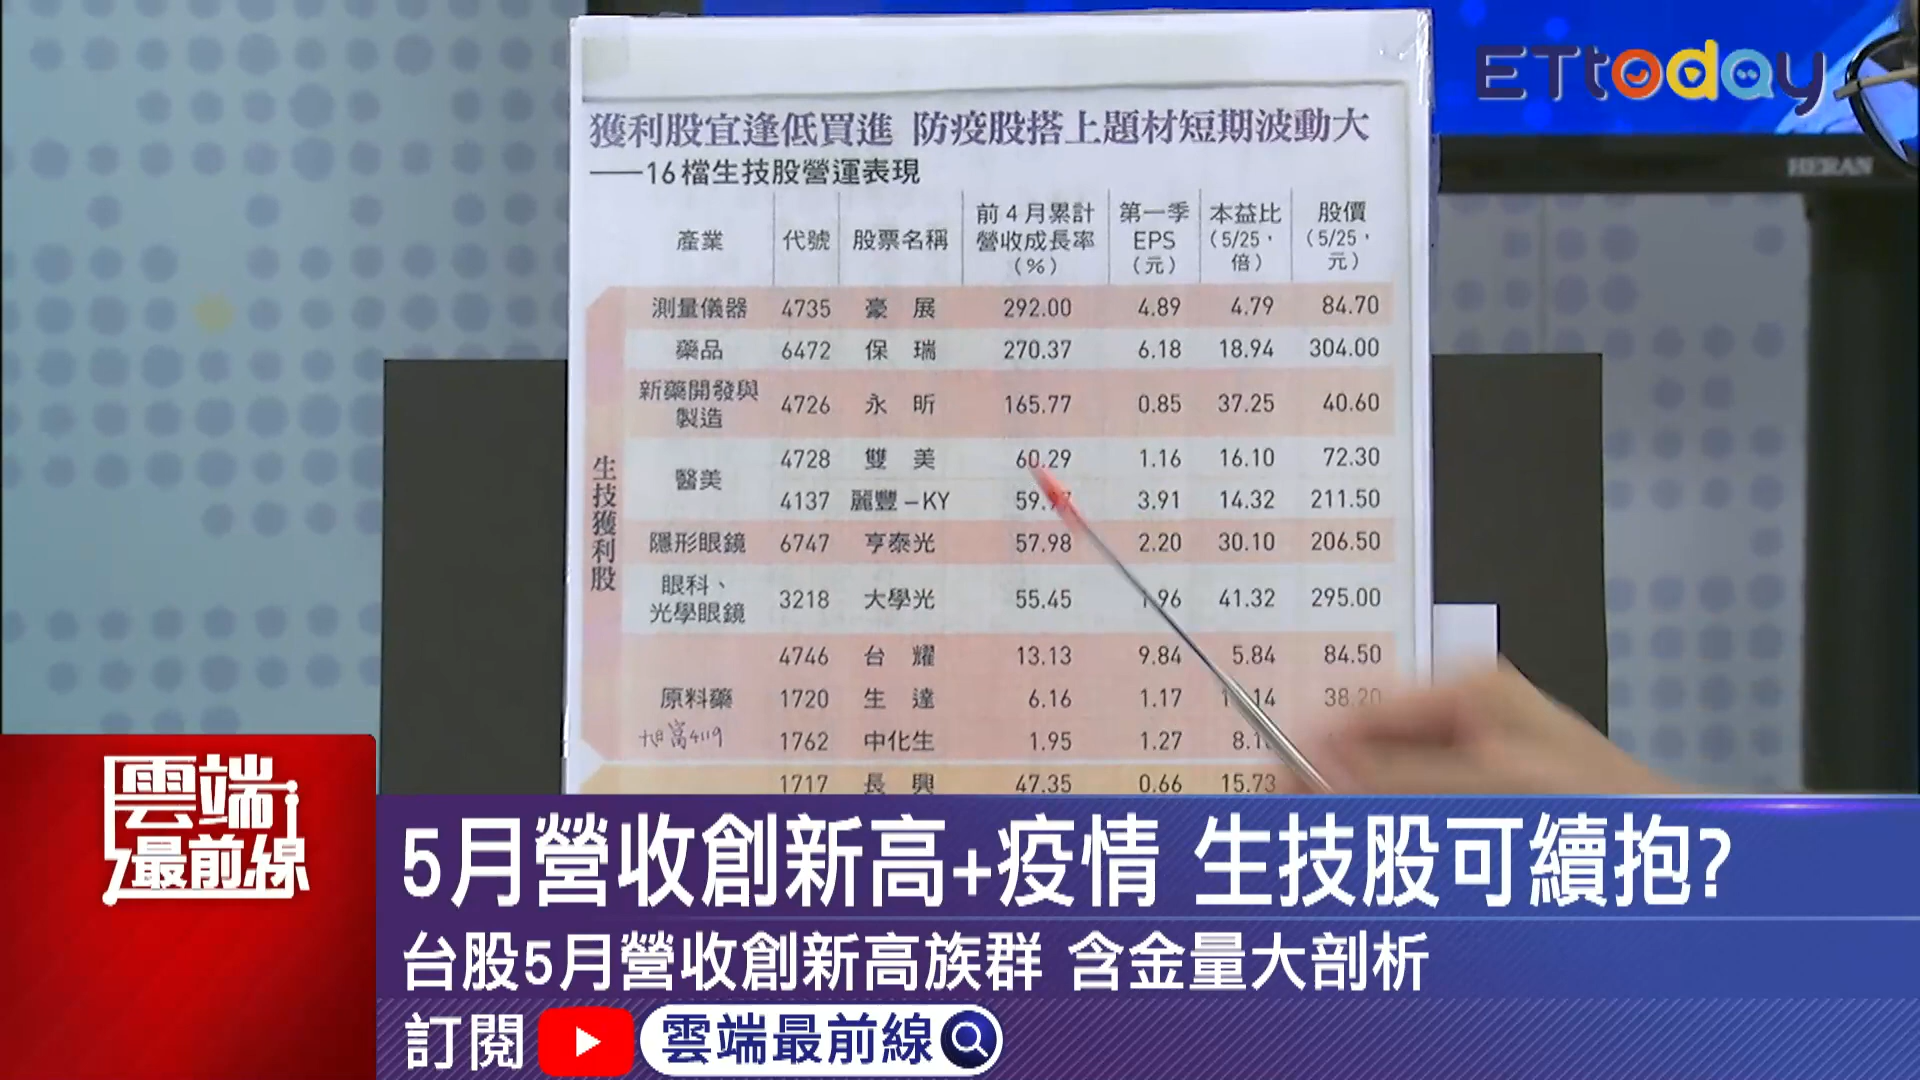 ETtoday
HERAN
獲利股宜逢低買進 防疫股搭上題材短期波動大
——16檔生技股營運表現
產業 代號 股票名稱 前4月累計營收成長率(%) 第一季EPS(元) 本益比(5/25,倍) 股價(5/25,元)
生技獲利股
測量儀器 4735 豪展 292.00 4.89 4.79 84.70
藥品 6472 保瑞 270.37 6.18 18.94 304.00
新藥開發與製造 4726 永昕 165.77 0.85 37.25 40.60
醫美 4728 雙美 60.29 1.16 16.10 72.30
4137 麗豐-KY 3.91 14.32 211.50
隱形眼鏡 6747 亨泰光 57.98 2.20 30.10 206.50
眼科、光學眼鏡 3218 大學光 55.45 1.96 41.32 295.00
原料藥 4746 台耀 13.13 9.84 5.84 84.50
1720 生達 6.16 1.17 38.20
旭富4119 1762 中化生 1.95 1.27
1717 長興 47.35 0.66 15.73
雲端最前線
5月營收創新高+疫情 生技股可續抱?
台股5月營收創新高族群 含金量大剖析
訂閱 雲端最前線